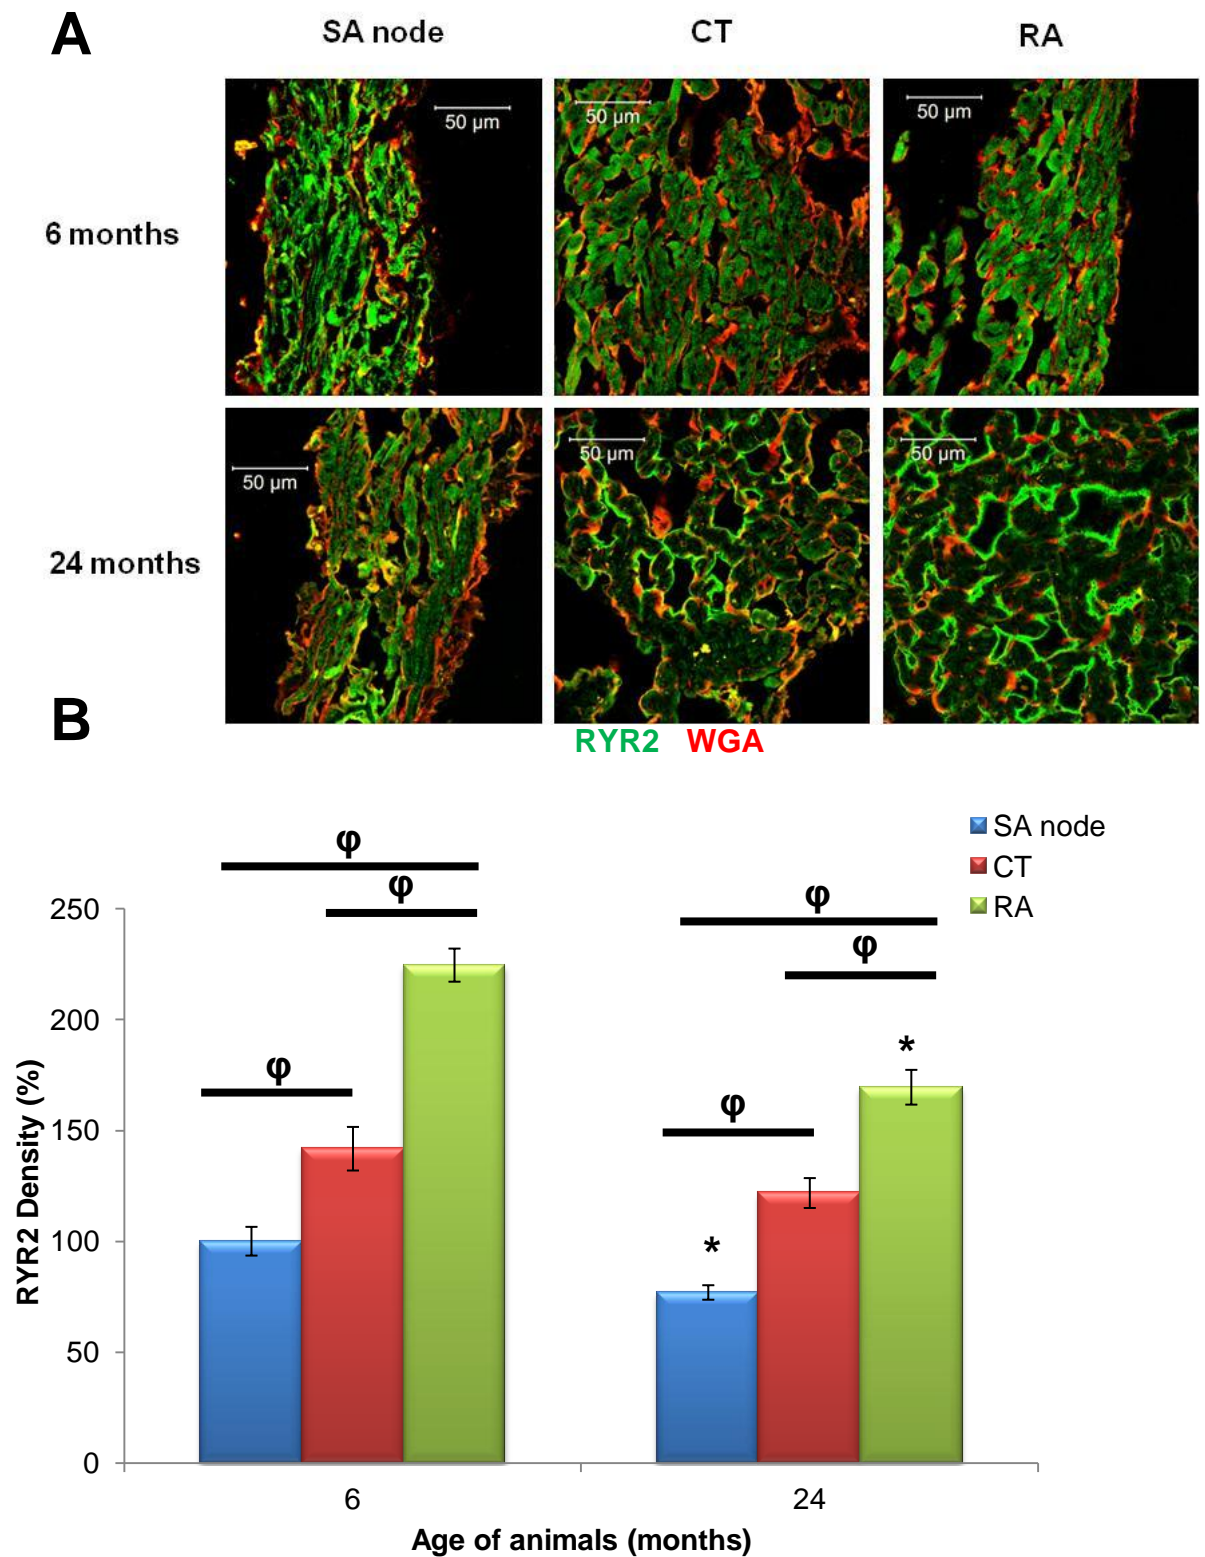 A
SA node
CT
RA
6 months
50 µm
50 µm
50 µm
24 months
50 µm
50 µm
50 µm
RYR2 WGA
B
SA node
CT
RA
φ
φ
φ
φ
φ
φ
*
*
250
200
150
100
50
0
RYR2 Density (%)
6
24
Age of animals (months)